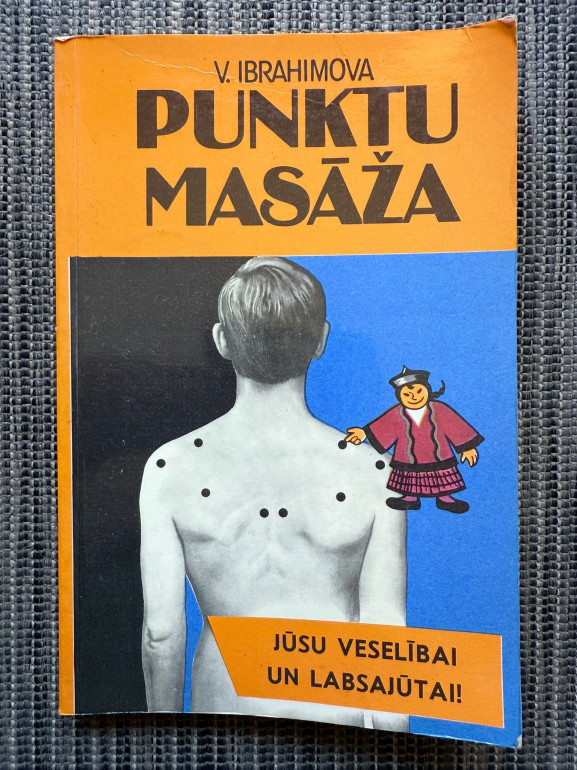 V. IBRAHIMOVA
PUNKTU
MASĀŽA
JŪSU VESELĪBAI
UN LABSAJŪTAI!